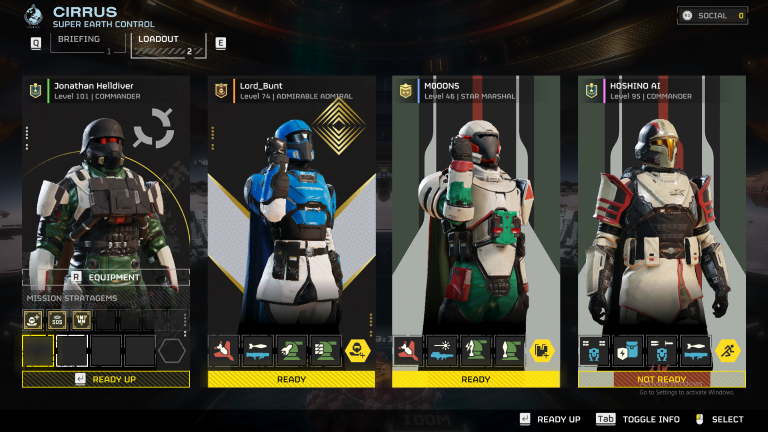 CIRRUS
SUPER EARTH CONTROL
SOCIAL 0
Q BRIEFING 1 LOADOUT 2 E
Jonathan Helldiver
Level 101 | COMMANDER
Lord_Bunt
Level 74 | ADMIRABLE ADMIRAL
MOOONS
Level 46 | STAR MARSHAL
HOSHINO AI
Level 95 | COMMANDER
R EQUIPMENT
MISSION STRATAGEMS
SOS
READY UP
READY
READY
NOT READY
Go to Settings to activate Windows.
100M
READY UP
Tab TOGGLE INFO
SELECT